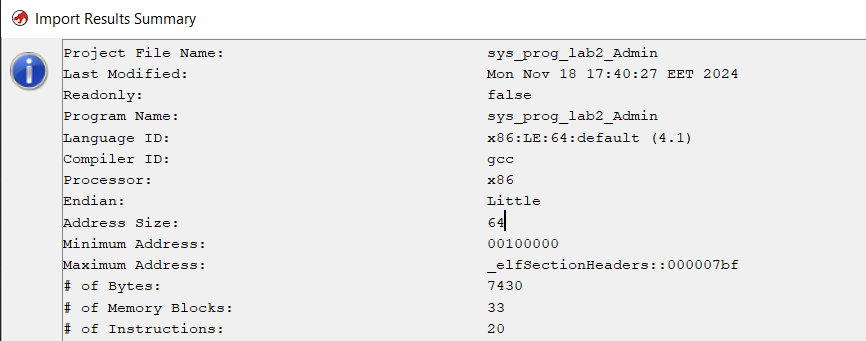 Import Results Summary
Project File Name: sys_prog_lab2_Admin
Last Modified: Mon Nov 18 17:40:27 EET 2024
Readonly: false
Program Name: sys_prog_lab2_Admin
Language ID: x86:LE:64:default (4.1)
Compiler ID: gcc
Processor: x86
Endian: Little
Address Size: 64
Minimum Address: 00100000
Maximum Address: _elfSectionHeaders::000007bf
# of Bytes: 7430
# of Memory Blocks: 33
# of Instructions: 20